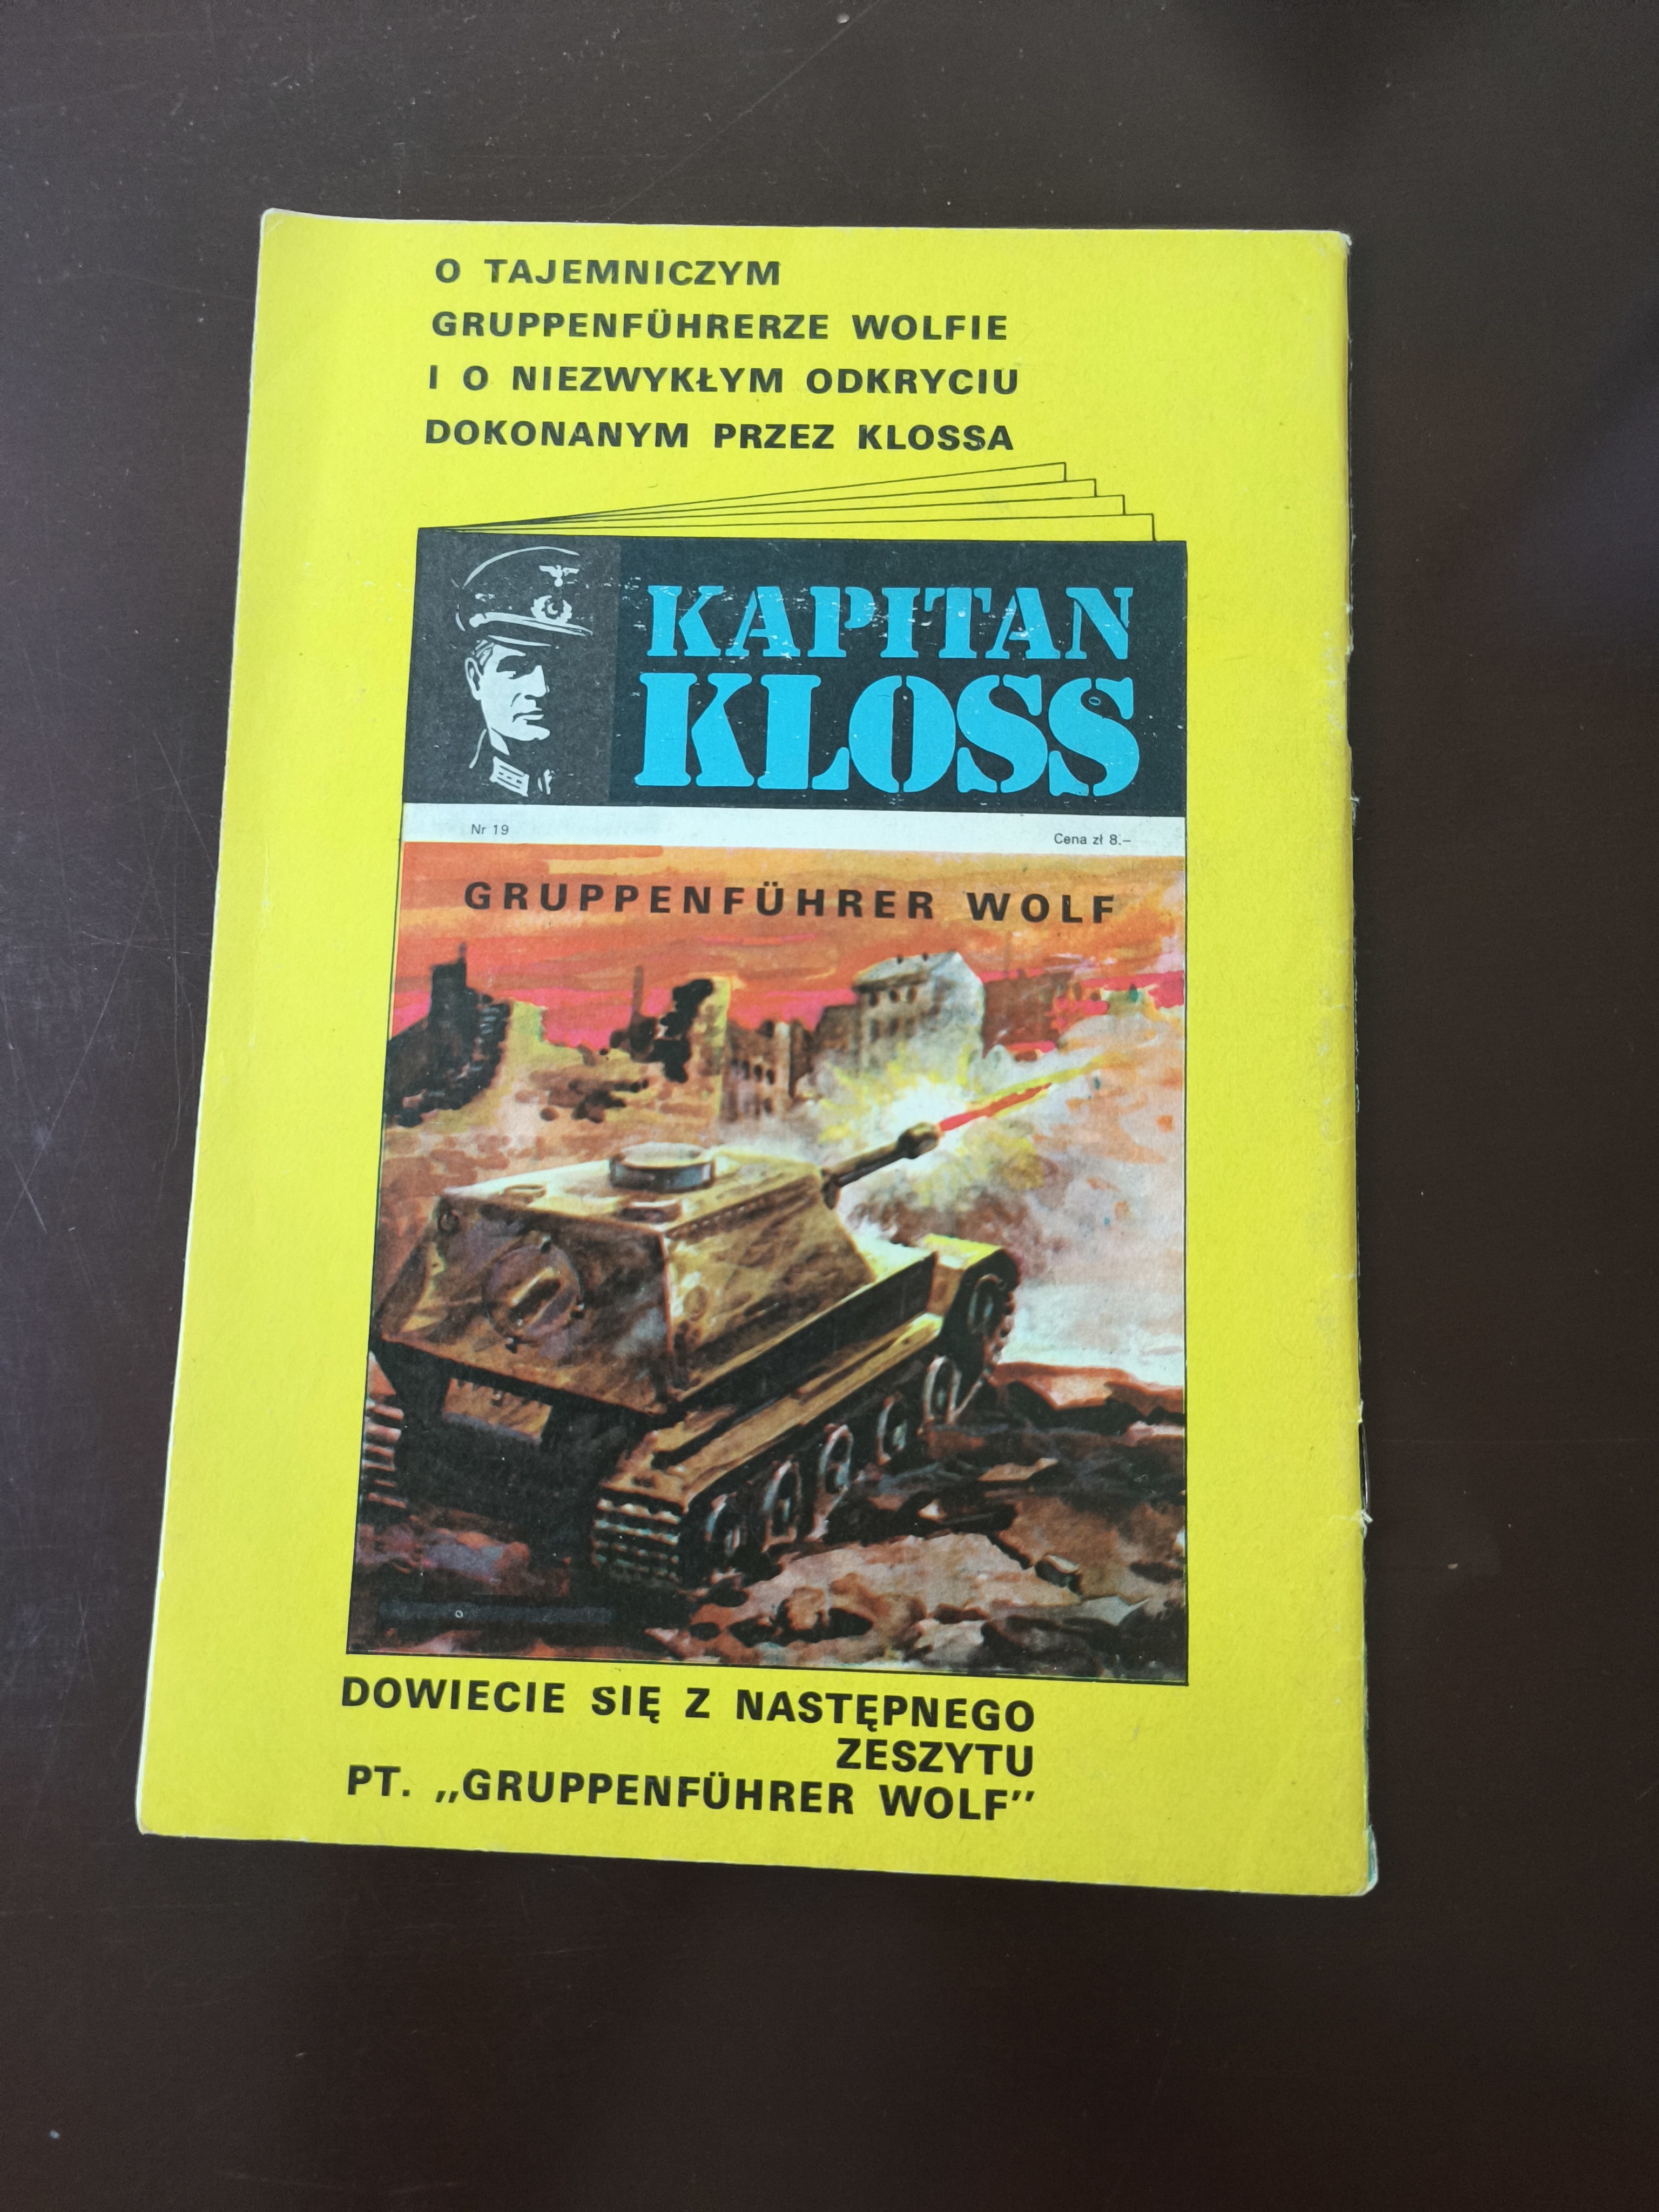 O TAJEMNICZYM
GRUPPENFÜHRERZE WOLFIE
I O NIEZWYKŁYM ODKRYCIU
DOKONANYM PRZEZ KLOSSA
KAPITAN
KLOSS
Nr 19
Cena zł 8.–
GRUPPENFÜHRER WOLF
DOWIECIE SIĘ Z NASTĘPNEGO
ZESZYTU
PT. „GRUPPENFÜHRER WOLF”